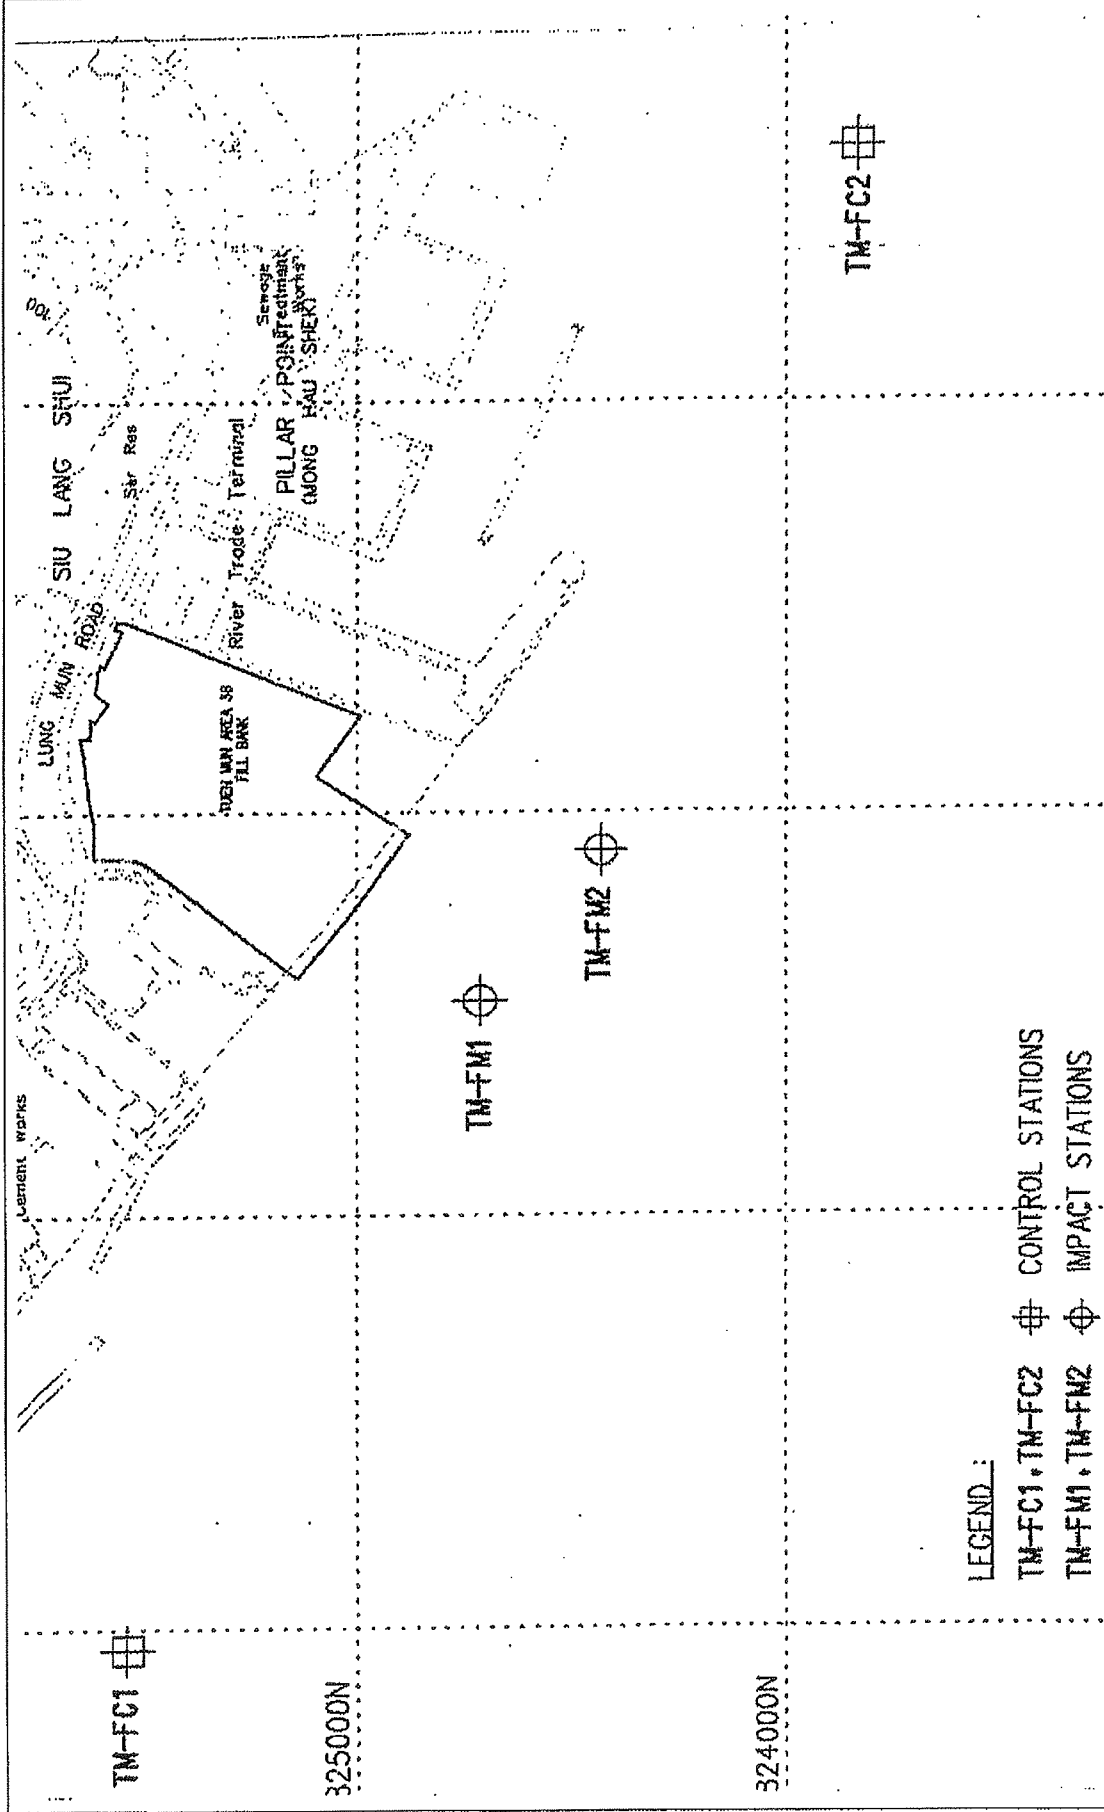 Cement Works
LUNG MUN ROAD
SIU LANG SHUI
100
Ser Res
TUEN MUN AREA 38
FILL BANK
River Trade Terminal
Sewage
Treatment
Works
PILLAR POINT
(MONG HAU SHEK)
TM-FC1
325000N
TM-FM1
TM-FM2
324000N
TM-FC2
LEGEND :
TM-FC1,TM-FC2 CONTROL STATIONS
TM-FM1,TM-FM2 IMPACT STATIONS